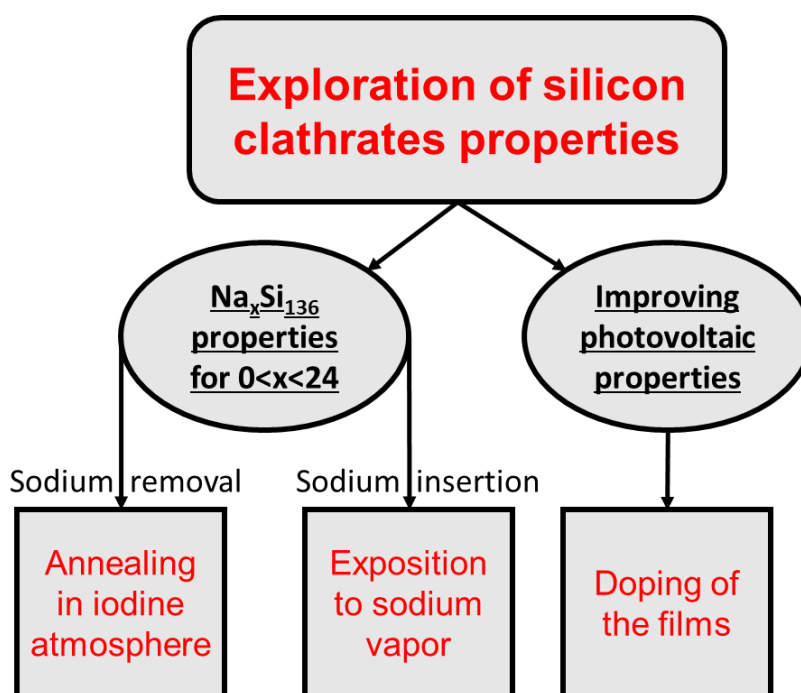 Exploration of silicon
clathrates properties
NaₓSi₁₃₆
properties
for 0<x<24
Improving
photovoltaic
properties
Sodium removal
Sodium insertion
Annealing
in iodine
atmosphere
Exposition
to sodium
vapor
Doping of
the films